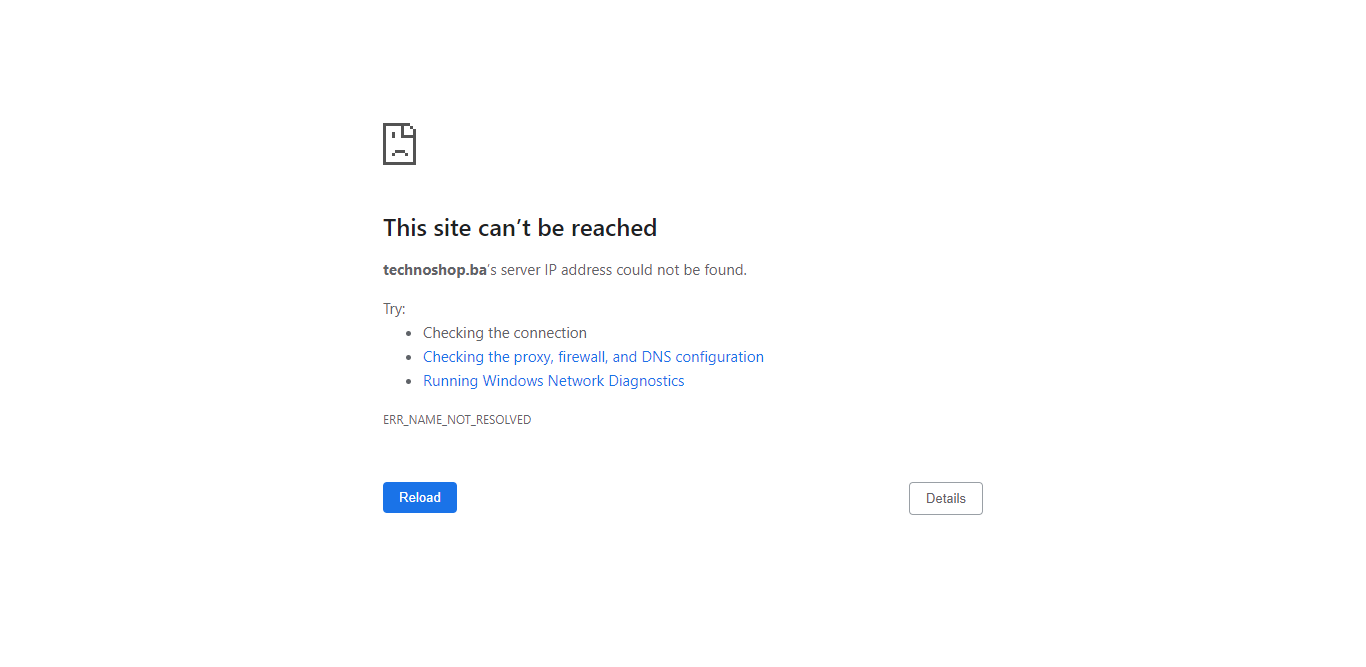 This site can’t be reached
technoshop.ba's server IP address could not be found.
Try:
Checking the connection
Checking the proxy, firewall, and DNS configuration
Running Windows Network Diagnostics
ERR_NAME_NOT_RESOLVED
Reload
Details